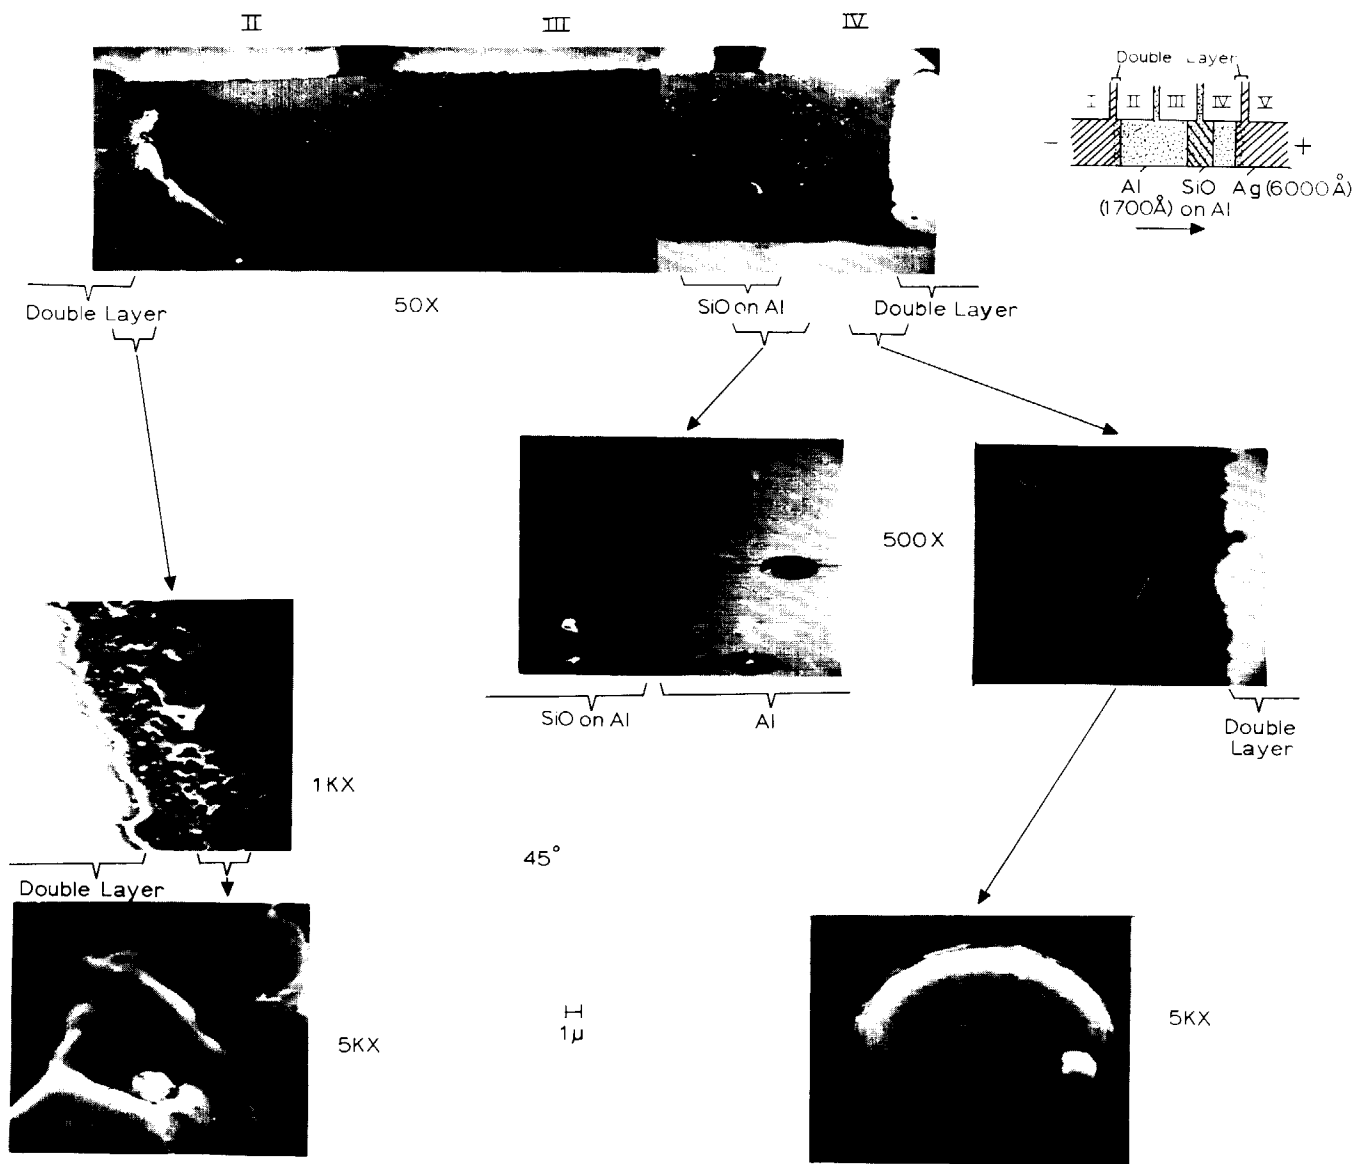 II III IV
Double Layer
I II III IV V
- +
Al SiO Ag (6000Å)
(1700Å) on Al
Double Layer
50X
SiO on Al
Double Layer
500X
SiO on Al
Al
Double
Layer
1KX
Double Layer
45°
5KX
1μ
5KX